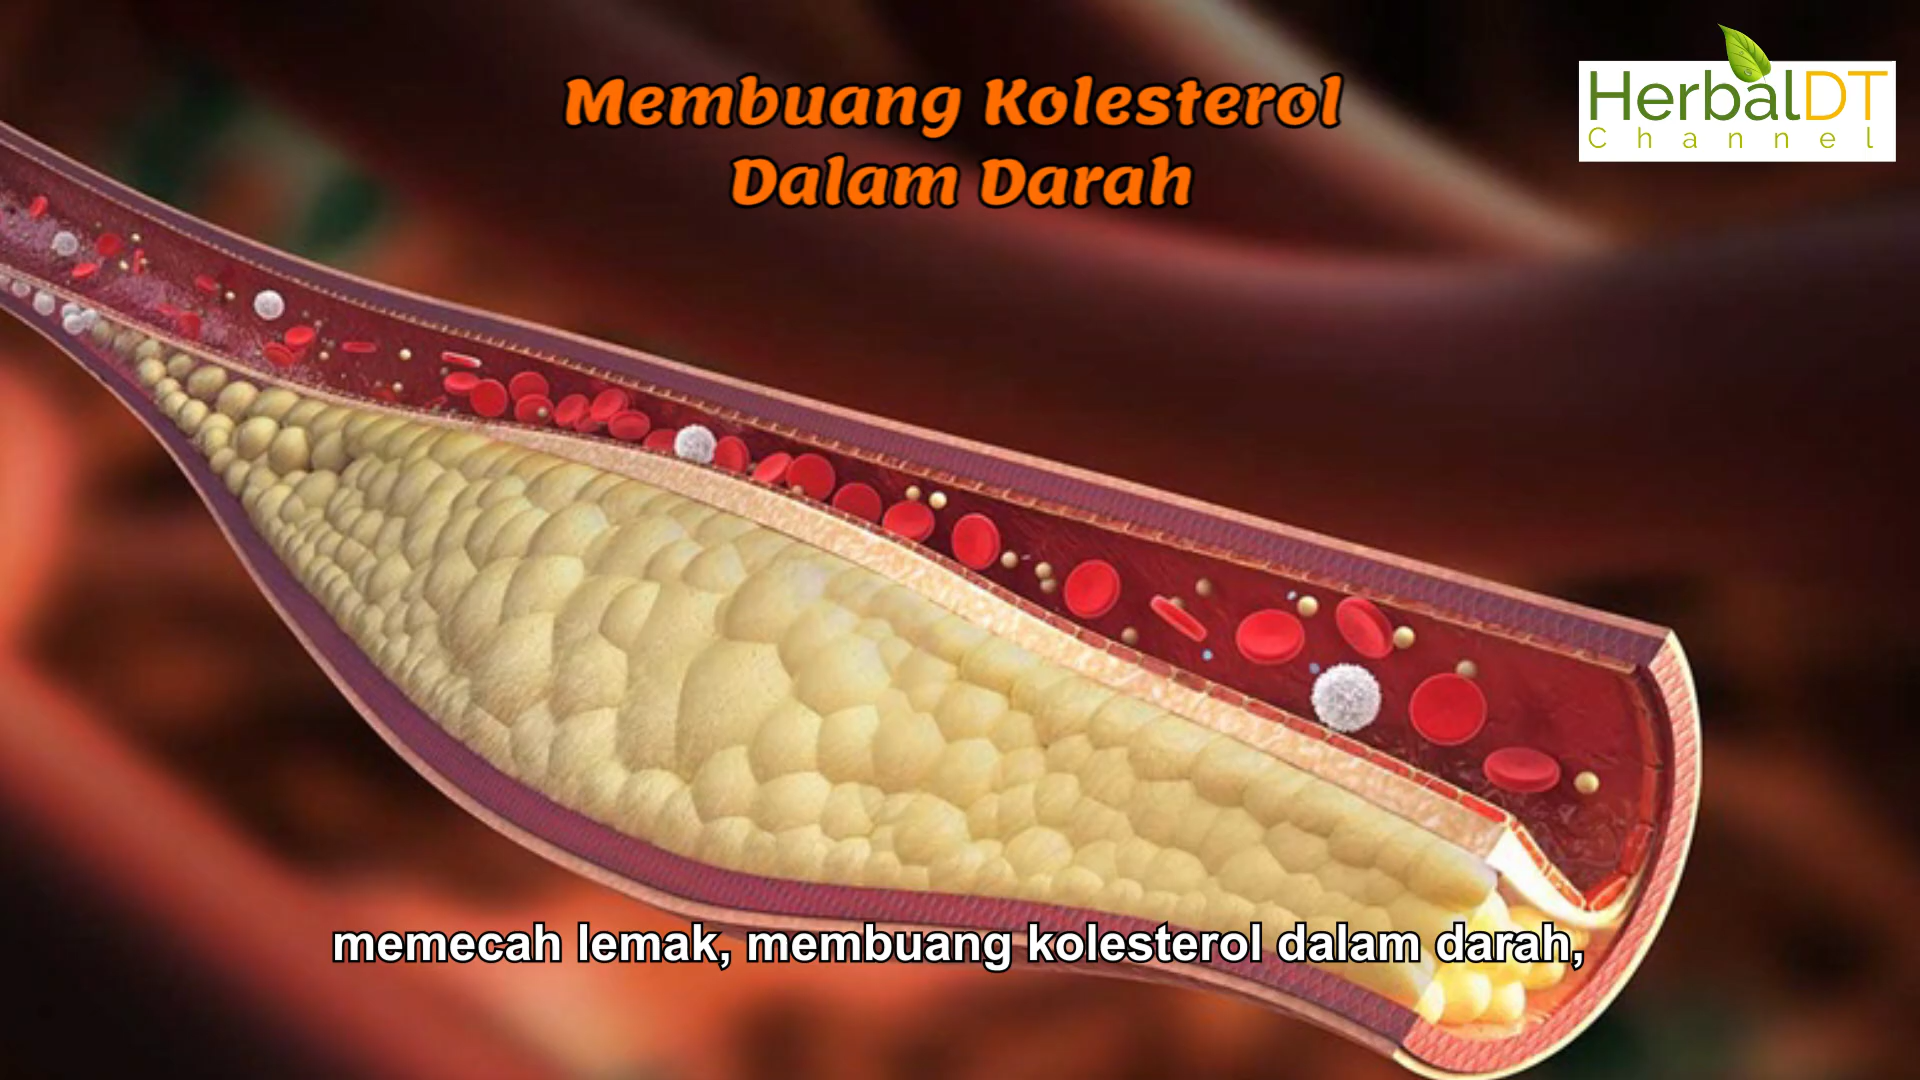 Membuang Kolesterol
Dalam Darah
HerbalDT
Channel
memecah lemak, membuang kolesterol dalam darah,